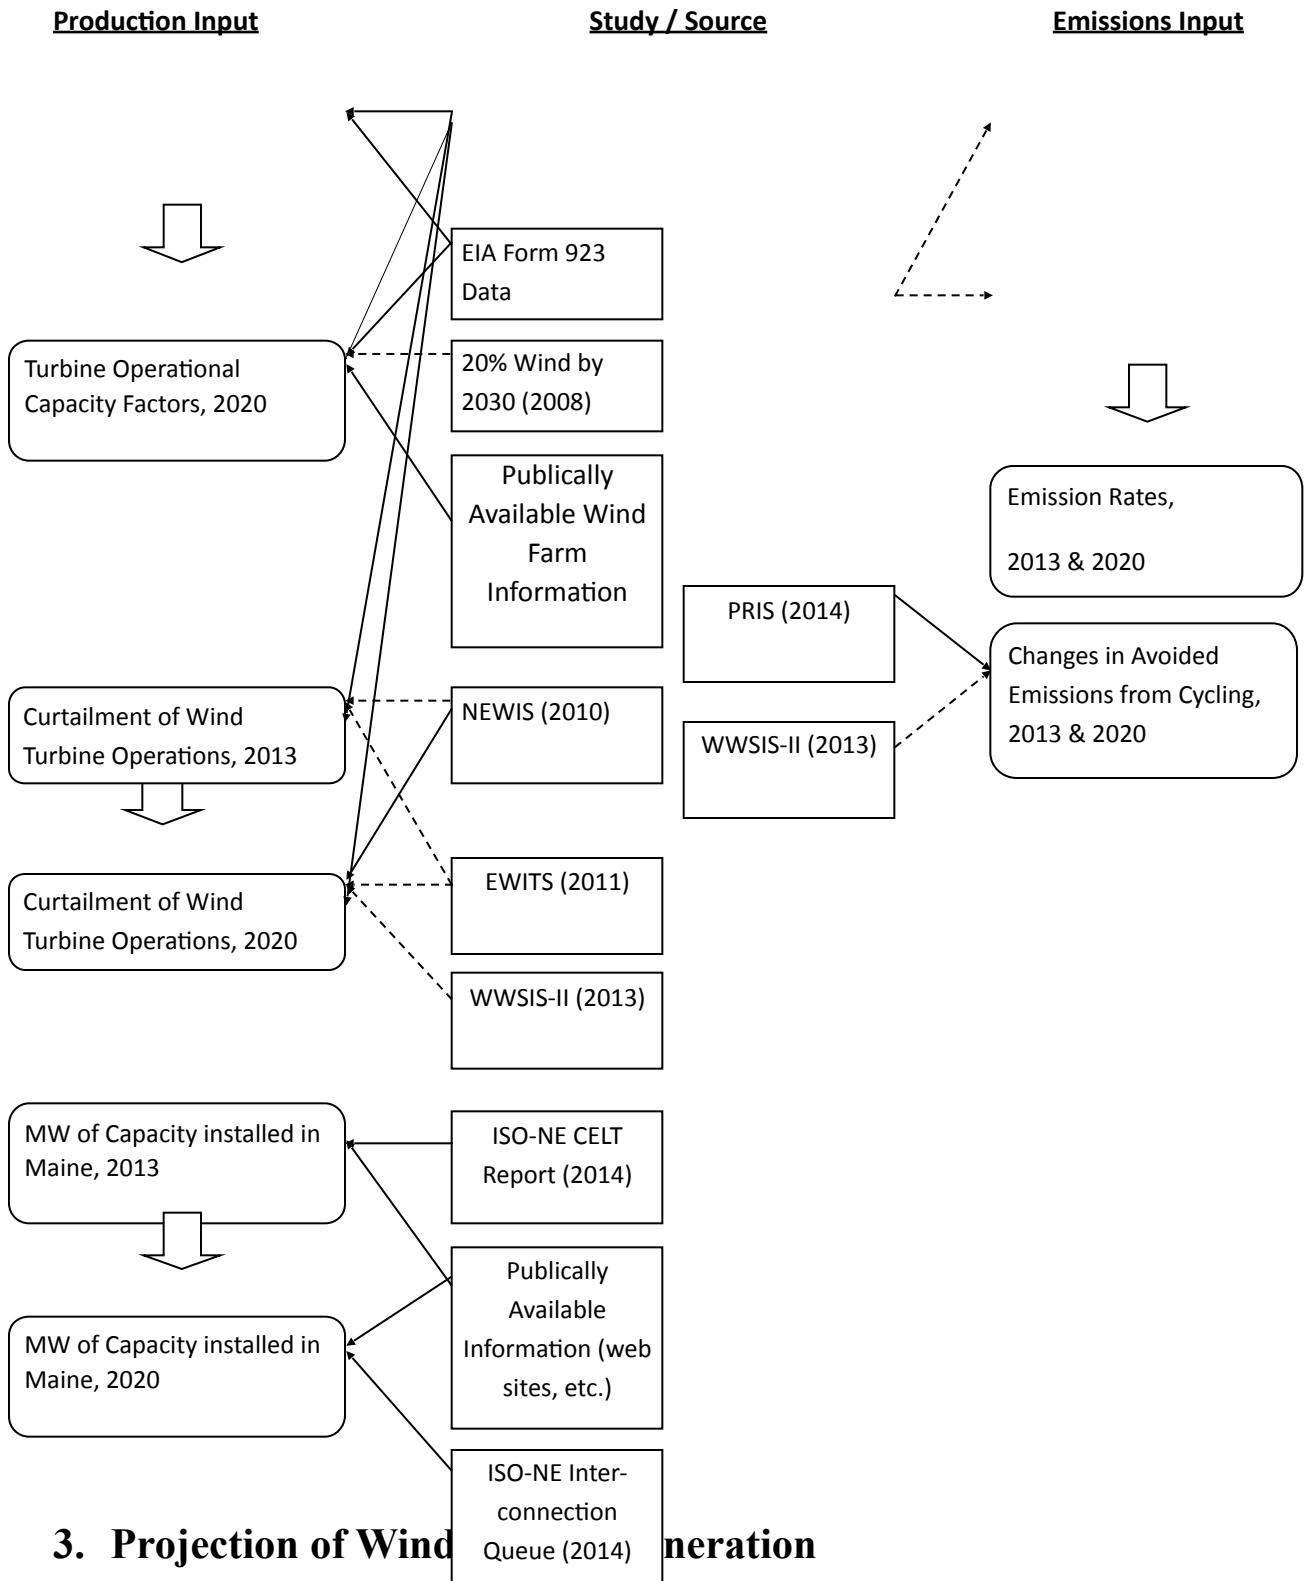 Production Input
Study / Source
Emissions Input
EIA Form 923
Data
Turbine Operational
Capacity Factors, 2020
20% Wind by
2030 (2008)
Publically
Available Wind
Farm
Information
Emission Rates,
2013 & 2020
PRIS (2014)
Changes in Avoided
Emissions from Cycling,
2013 & 2020
Curtailment of Wind
Turbine Operations, 2013
NEWIS (2010)
WWSIS-II (2013)
Curtailment of Wind
Turbine Operations, 2020
EWITS (2011)
WWSIS-II (2013)
MW of Capacity installed in
Maine, 2013
ISO-NE CELT
Report (2014)
Publically
Available
Information (web
sites, etc.)
MW of Capacity installed in
Maine, 2020
ISO-NE Inter-
connection
Queue (2014)
3. Projection of Wind neration